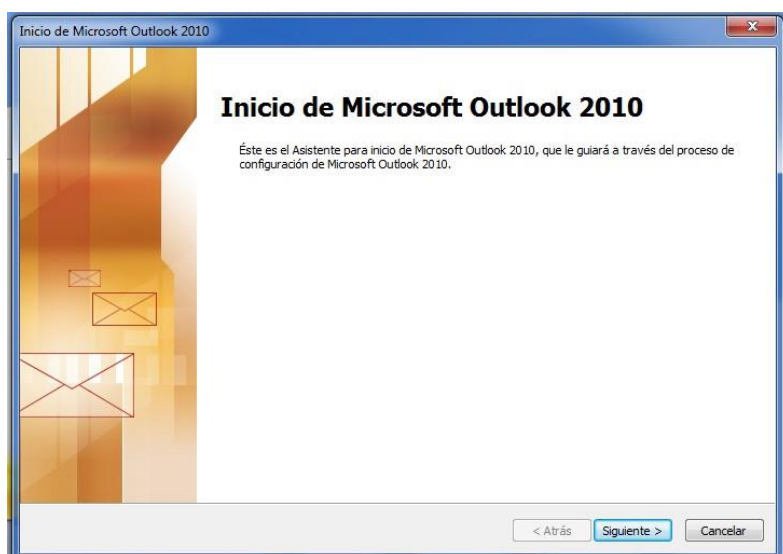 Inicio de Microsoft Outlook 2010
Inicio de Microsoft Outlook 2010
Éste es el Asistente para inicio de Microsoft Outlook 2010, que le guiará a través del proceso de
configuración de Microsoft Outlook 2010.
< Atrás Siguiente > Cancelar